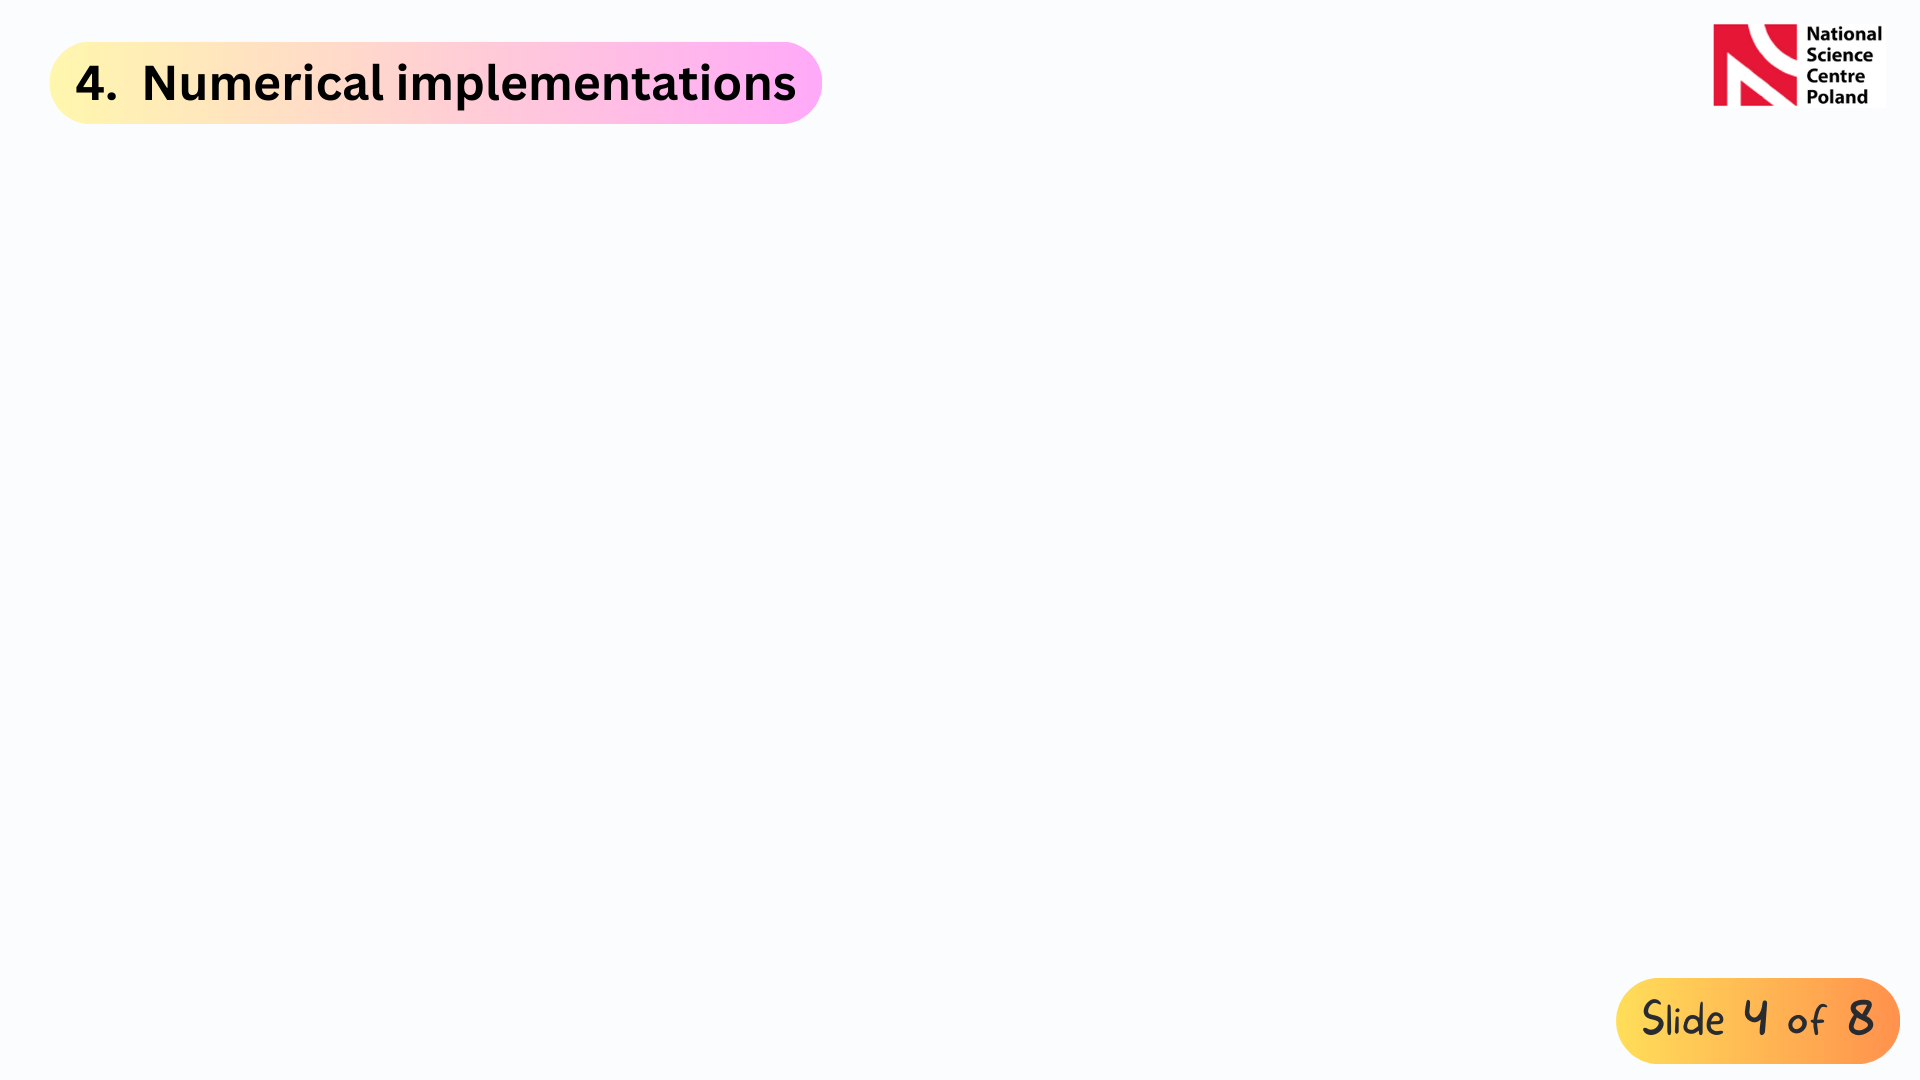 4. Numerical implementations
National
Science
Centre
Poland
Slide 4 of 8